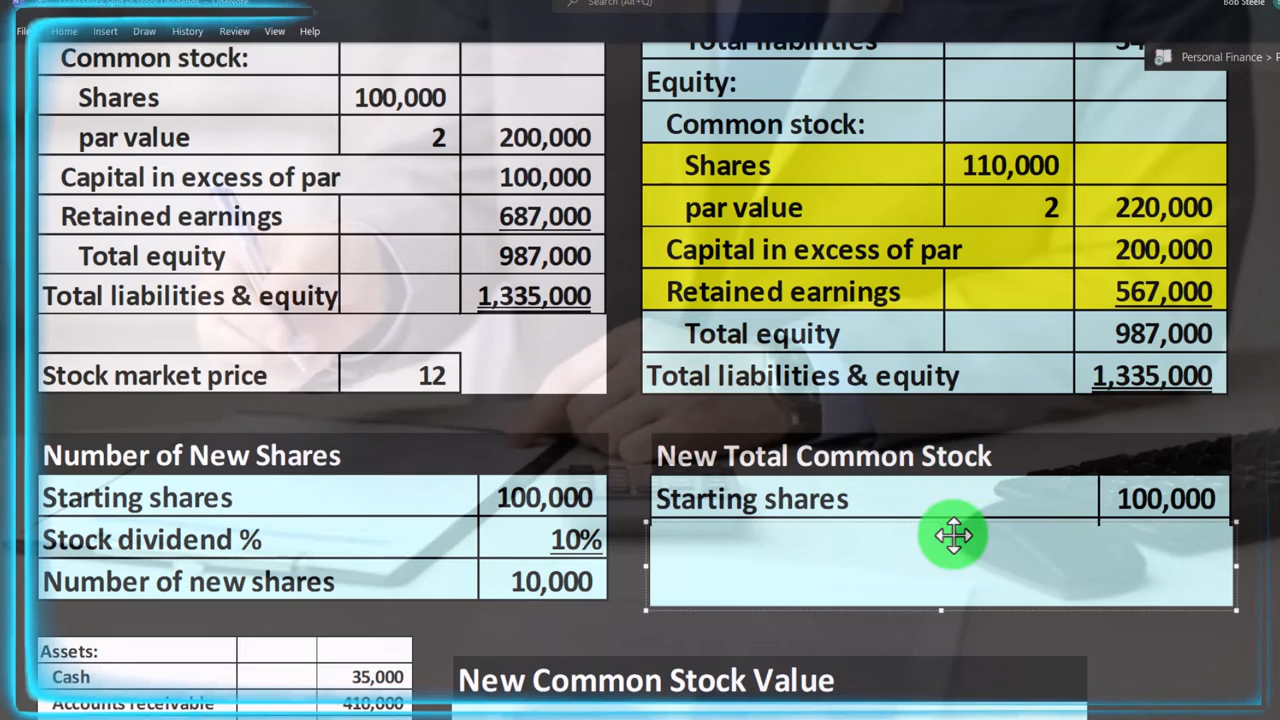 Search (Alt+Q)
Bob Steele
File Home Insert Draw History Review View Help
Personal Finance >
Common stock:
Shares 100,000
par value 2 200,000
Capital in excess of par 100,000
Retained earnings 687,000
Total equity 987,000
Total liabilities & equity 1,335,000
Stock market price 12
Total liabilities
Equity:
Common stock:
Shares 110,000
par value 2 220,000
Capital in excess of par 200,000
Retained earnings 567,000
Total equity 987,000
Total liabilities & equity 1,335,000
Number of New Shares
Starting shares 100,000
Stock dividend % 10%
Number of new shares 10,000
New Total Common Stock
Starting shares 100,000
Assets:
Cash 35,000
Accounts receivable 410,000
New Common Stock Value